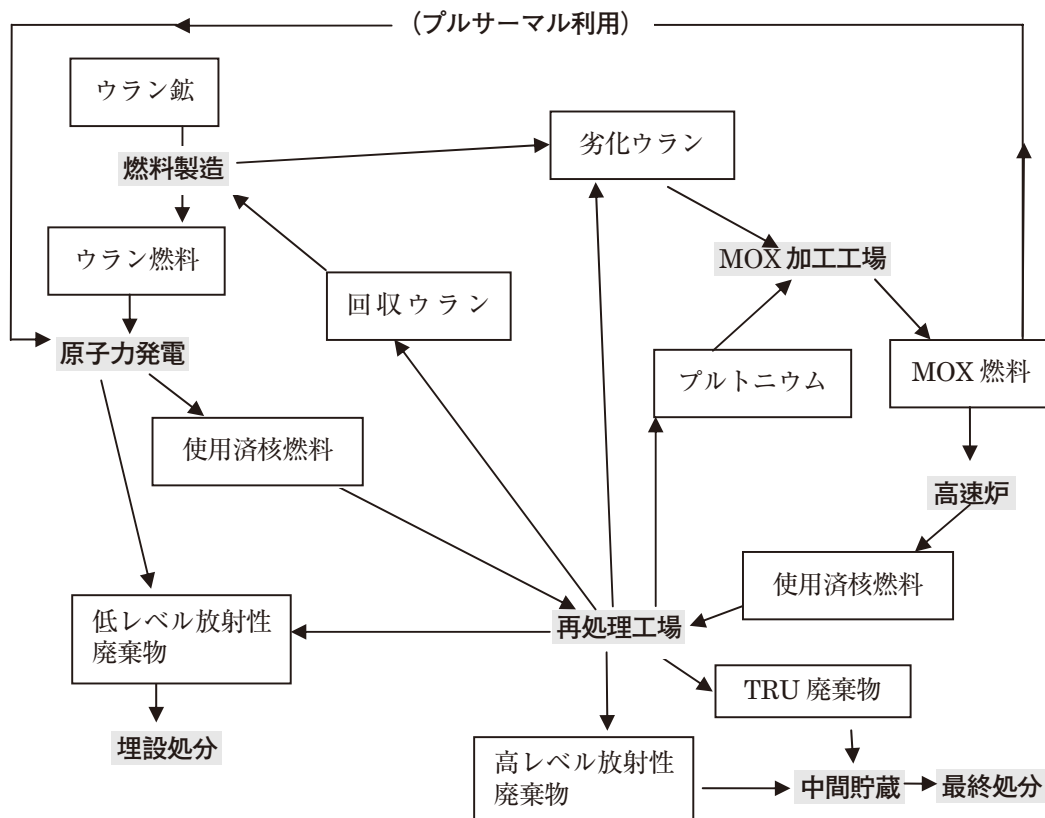 (プルサーマル利用)
ウラン鉱
劣化ウラン
燃料製造
ウラン燃料
MOX 加工工場
回収ウラン
原子力発電
プルトニウム
MOX 燃料
使用済核燃料
高速炉
使用済核燃料
低レベル放射性
廃棄物
再処理工場
TRU 廃棄物
埋設処分
高レベル放射性
廃棄物
中間貯蔵
最終処分